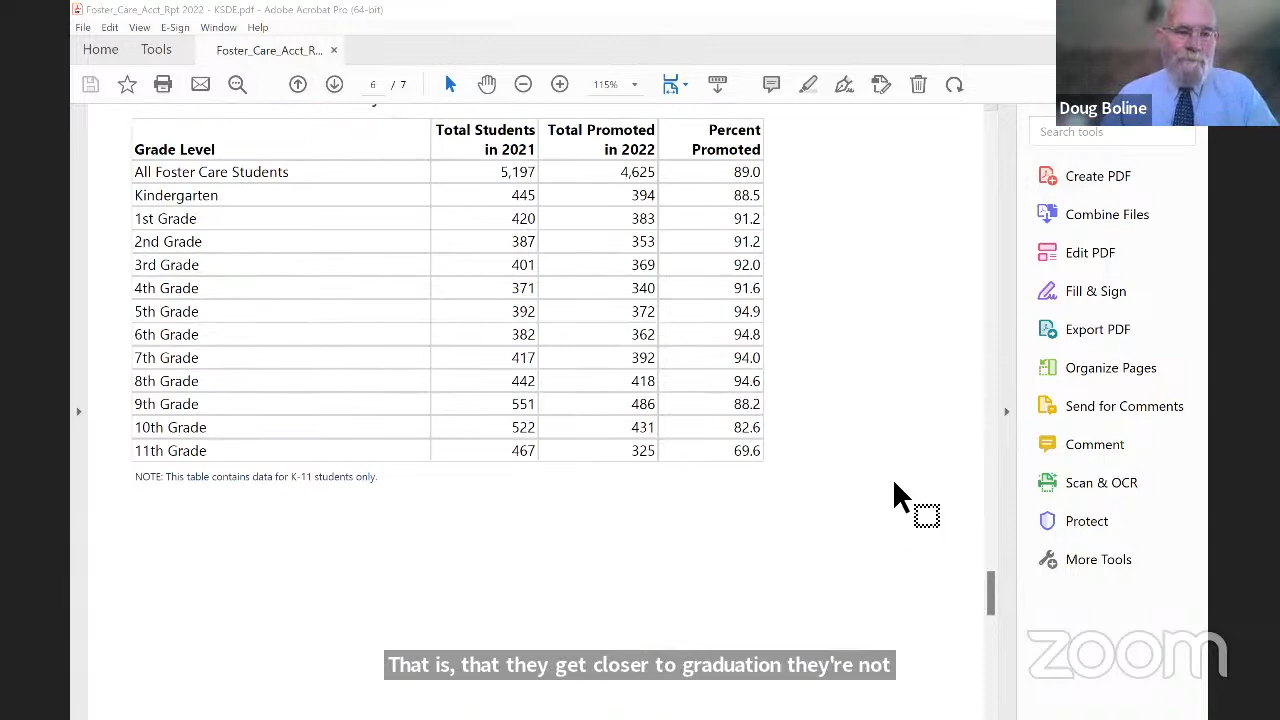 Foster_Care_Acct_Rpt 2022 - KSDE.pdf - Adobe Acrobat Pro (64-bit)
File Edit View E-Sign Window Help
Home Tools Foster_Care_Acct_R... ×
6 / 7 115%
Doug Boline
Search tools
Grade Level Total Students in 2021 Total Promoted in 2022 Percent Promoted
All Foster Care Students 5,197 4,625 89.0
Kindergarten 445 394 88.5
1st Grade 420 383 91.2
2nd Grade 387 353 91.2
3rd Grade 401 369 92.0
4th Grade 371 340 91.6
5th Grade 392 372 94.9
6th Grade 382 362 94.8
7th Grade 417 392 94.0
8th Grade 442 418 94.6
9th Grade 551 486 88.2
10th Grade 522 431 82.6
11th Grade 467 325 69.6
NOTE: This table contains data for K-11 students only.
Create PDF
Combine Files
Edit PDF
Fill & Sign
Export PDF
Organize Pages
Send for Comments
Comment
Scan & OCR
Protect
More Tools
zoom
That is, that they get closer to graduation they're not